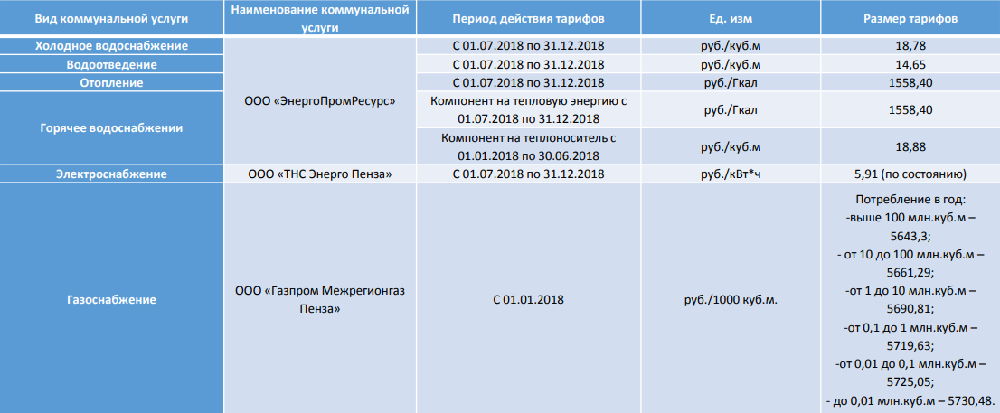 Вид коммунальной услуги
Наименование коммунальной
услуги
Период действия тарифов
Ед. изм
Размер тарифов
Холодное водоснабжение
ООО «ЭнергоПромРесурс»
С 01.07.2018 по 31.12.2018
руб./куб.м
18,78
Водоотведение
С 01.07.2018 по 31.12.2018
руб./куб.м
14,65
Отопление
С 01.07.2018 по 31.12.2018
руб./Гкал
1558,40
Горячее водоснабжении
Компонент на тепловую энергию с
01.07.2018 по 31.12.2018
руб./Гкал
1558,40
Компонент на теплоноситель с
01.01.2018 по 30.06.2018
руб./куб.м
18,88
Электроснабжение
ООО «ТНС Энерго Пенза»
С 01.07.2018 по 31.12.2018
руб./кВт*ч
5,91 (по состоянию)
Газоснабжение
ООО «Газпром Межрегионгаз
Пенза»
С 01.01.2018
руб./1000 куб.м.
Потребление в год:
-выше 100 млн.куб.м –
5643,3;
- от 10 до 100 млн.куб.м –
5661,29;
-от 1 до 10 млн.куб.м –
5690,81;
-от 0,1 до 1 млн.куб.м –
5719,63;
-от 0,01 до 0,1 млн.куб.м –
5725,05;
- до 0,01 млн.куб.м – 5730,48.